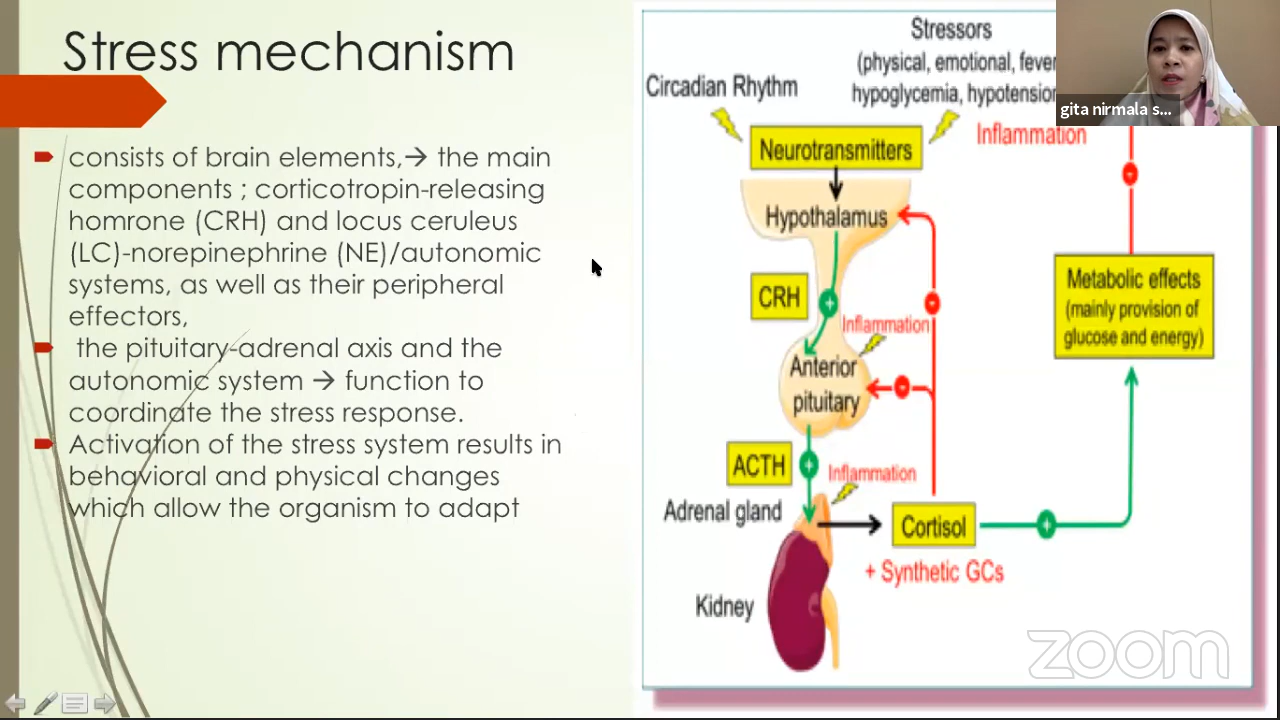 Stress mechanism
consists of brain elements,→ the main
components ; corticotropin-releasing
homrone (CRH) and locus ceruleus
(LC)-norepinephrine (NE)/autonomic
systems, as well as their peripheral
effectors,
the pituitary-adrenal axis and the
autonomic system → function to
coordinate the stress response.
Activation of the stress system results in
behavioral and physical changes
which allow the organism to adapt
Stressors
(physical, emotional, fever
hypoglycemia, hypotension
Circadian Rhythm
Inflammation
Neurotransmitters
Hypothalamus
CRH
Inflammation
Anterior
pituitary
ACTH
Inflammation
Adrenal gland
Cortisol
+ Synthetic GCs
Kidney
Metabolic effects
(mainly provision of
glucose and energy)
gita nirmala s...
zoom